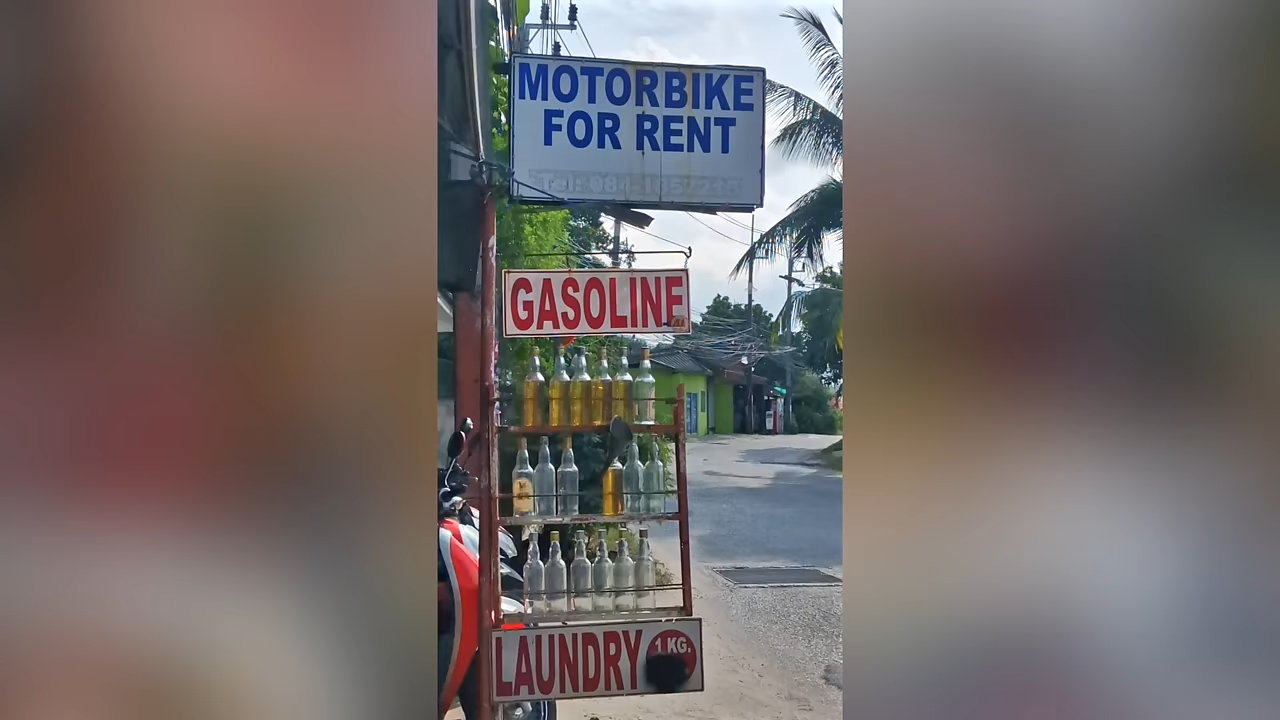 MOTORBIKE
FOR RENT
GASOLINE
LAUNDRY
1 KG.